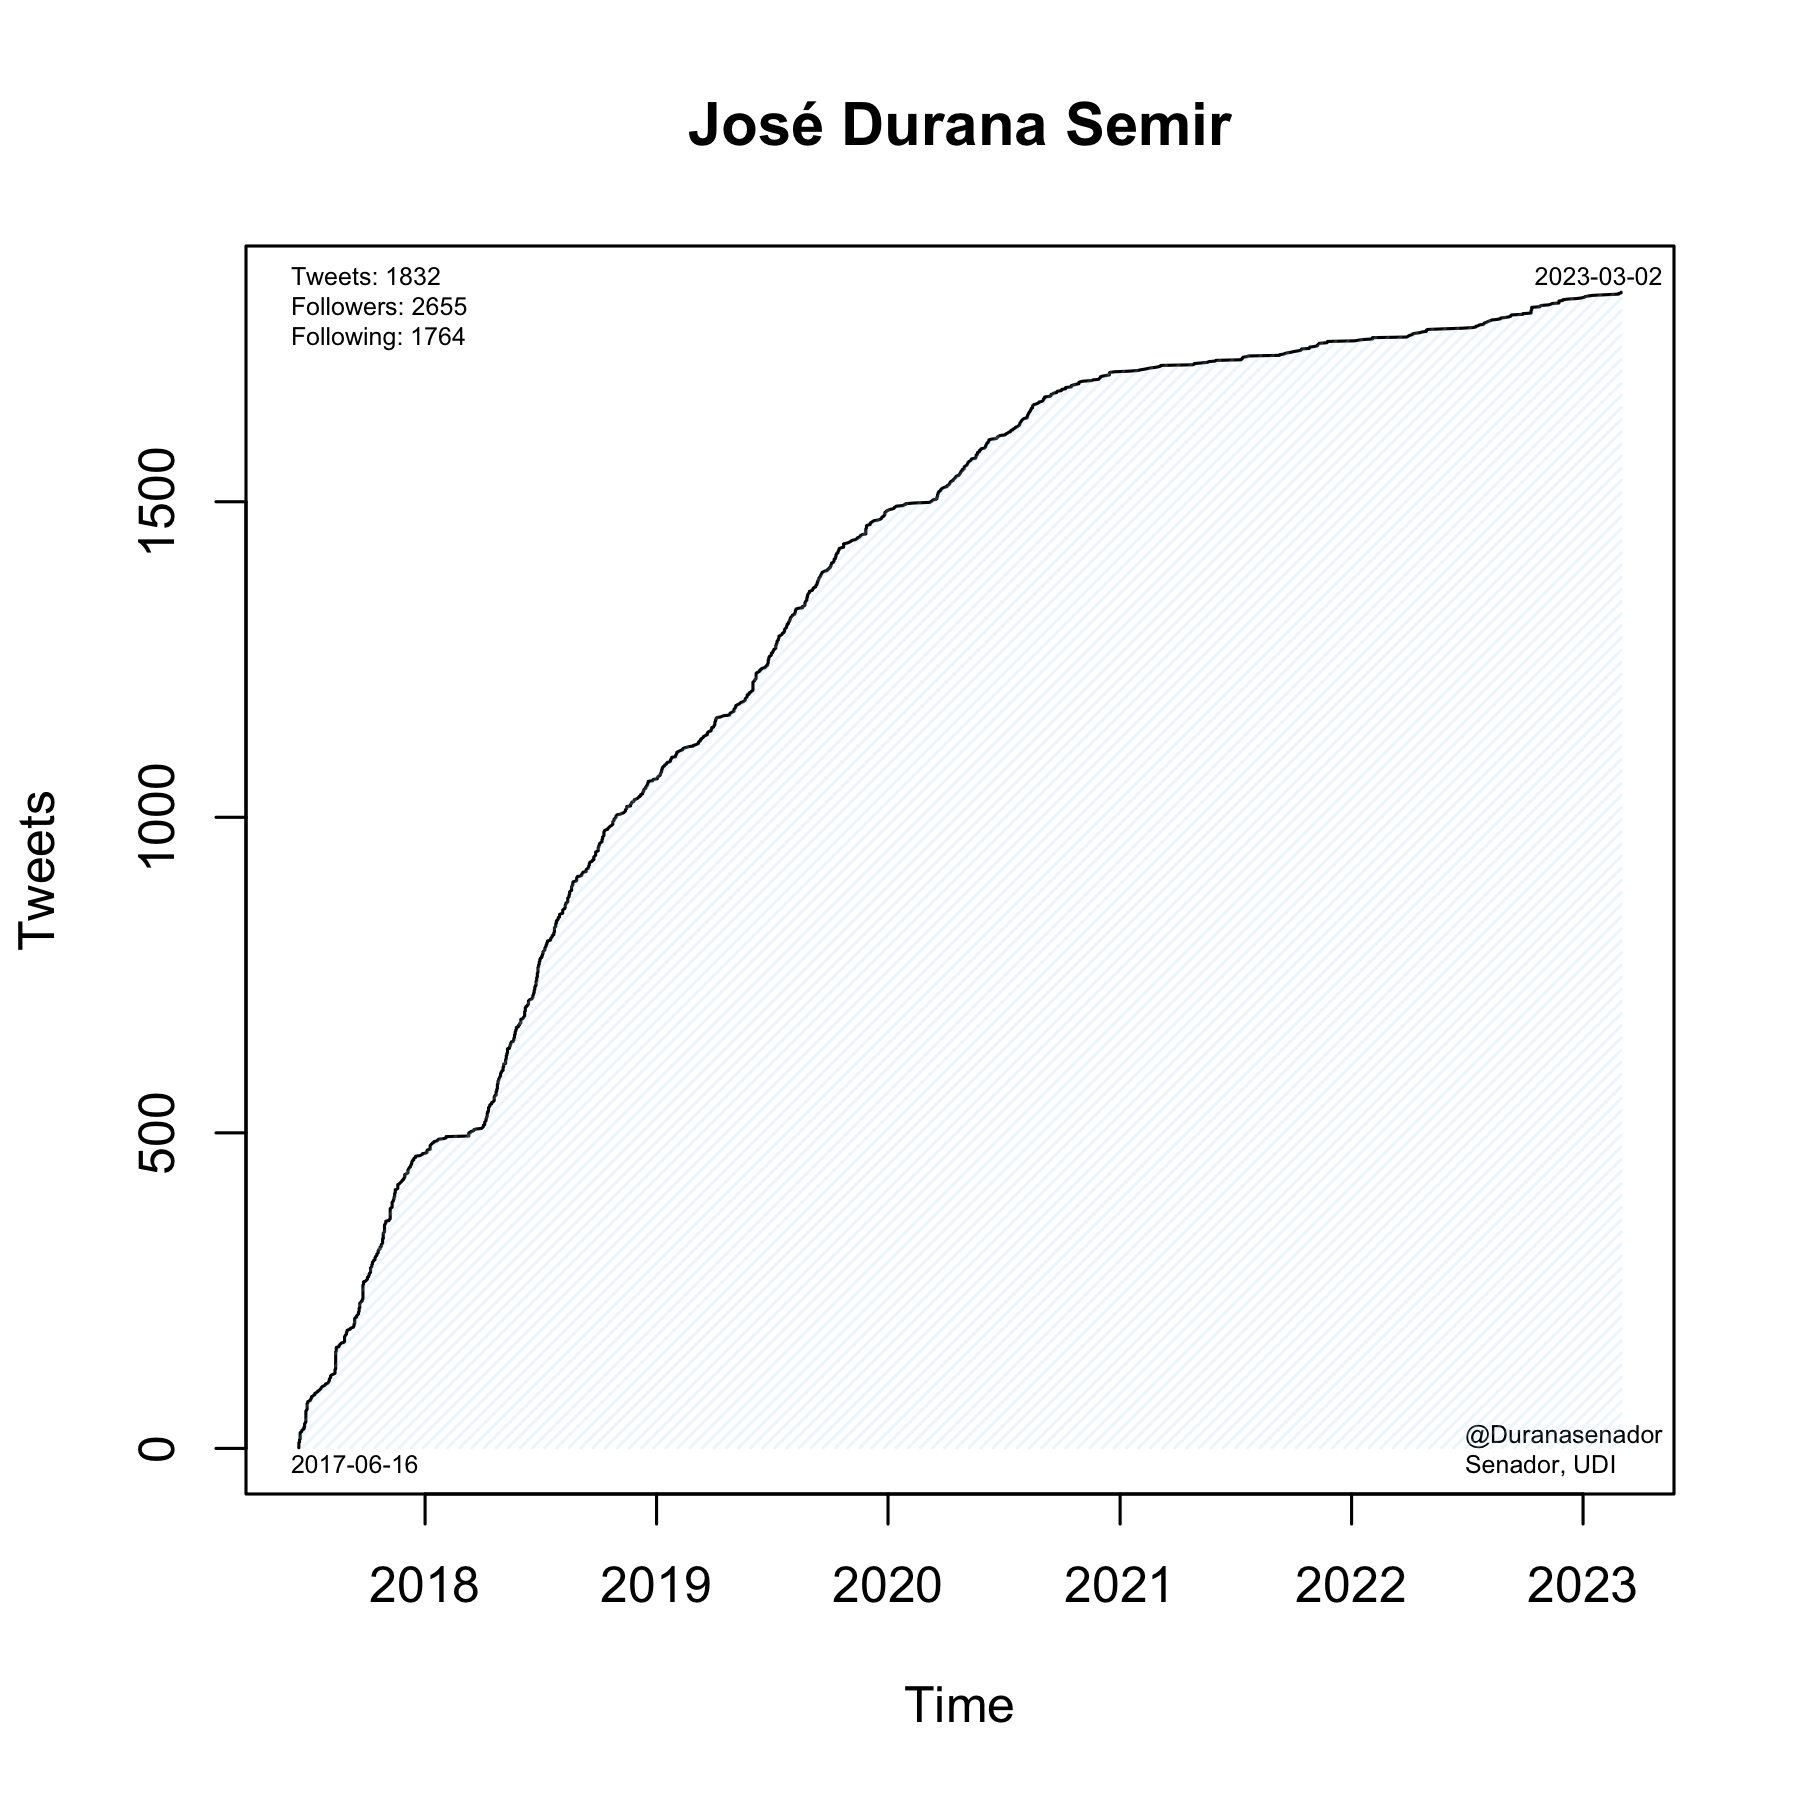 José Durana Semir
Tweets: 1832
Followers: 2655
Following: 1764
2023-03-02
1500
1000
500
0
Tweets
2017-06-16
@Duranasenador
Senador, UDI
2018 2019 2020 2021 2022 2023
Time